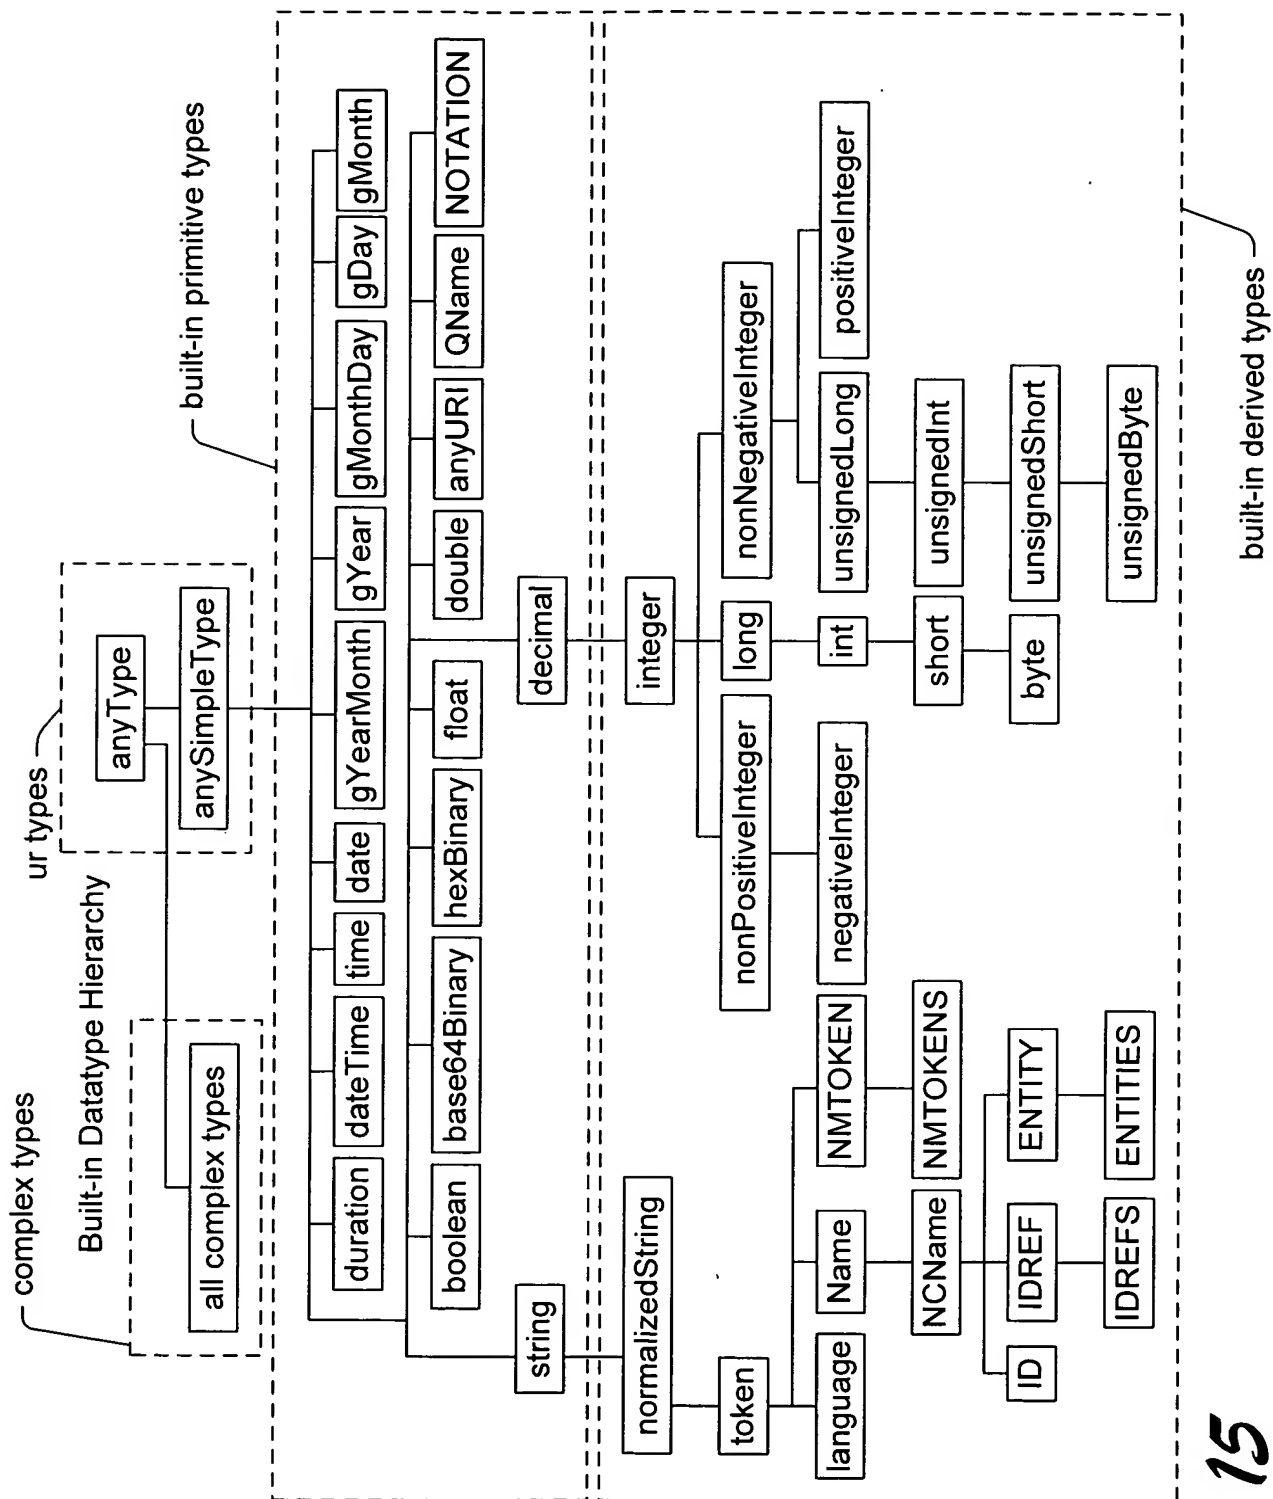 complex types
Built-in Datatype Hierarchy
ur types
anyType
all complex types
anySimpleType
built-in primitive types
duration
dateTime
time
date
gYearMonth
gYear
gMonthDay
gDay
gMonth
boolean
base64Binary
hexBinary
float
double
anyURI
QName
NOTATION
string
decimal
normalizedString
integer
token
nonPositiveInteger
long
nonNegativeInteger
language
Name
NMTOKEN
negativeInteger
int
unsignedLong
positiveInteger
NCName
NMTOKENS
short
unsignedInt
ID
IDREF
ENTITY
byte
unsignedShort
IDREFS
ENTITIES
unsignedByte
built-in derived types
15